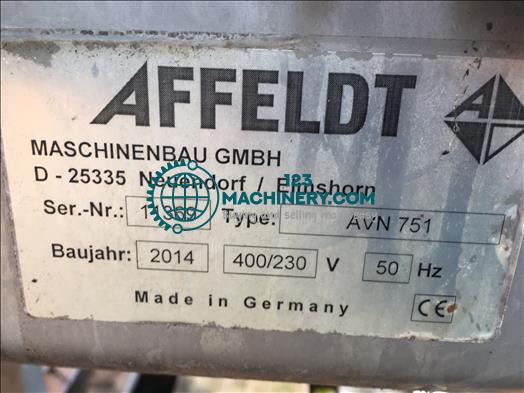 AFFELDT
MASCHINENBAU GMBH
D - 25335 Neuendorf / Elmshorn
123
MACHINERY.COM
Ser.-Nr.: 11369 Type: AVN 751
Baujahr: 2014 400/230 V 50 Hz
Made in Germany CE